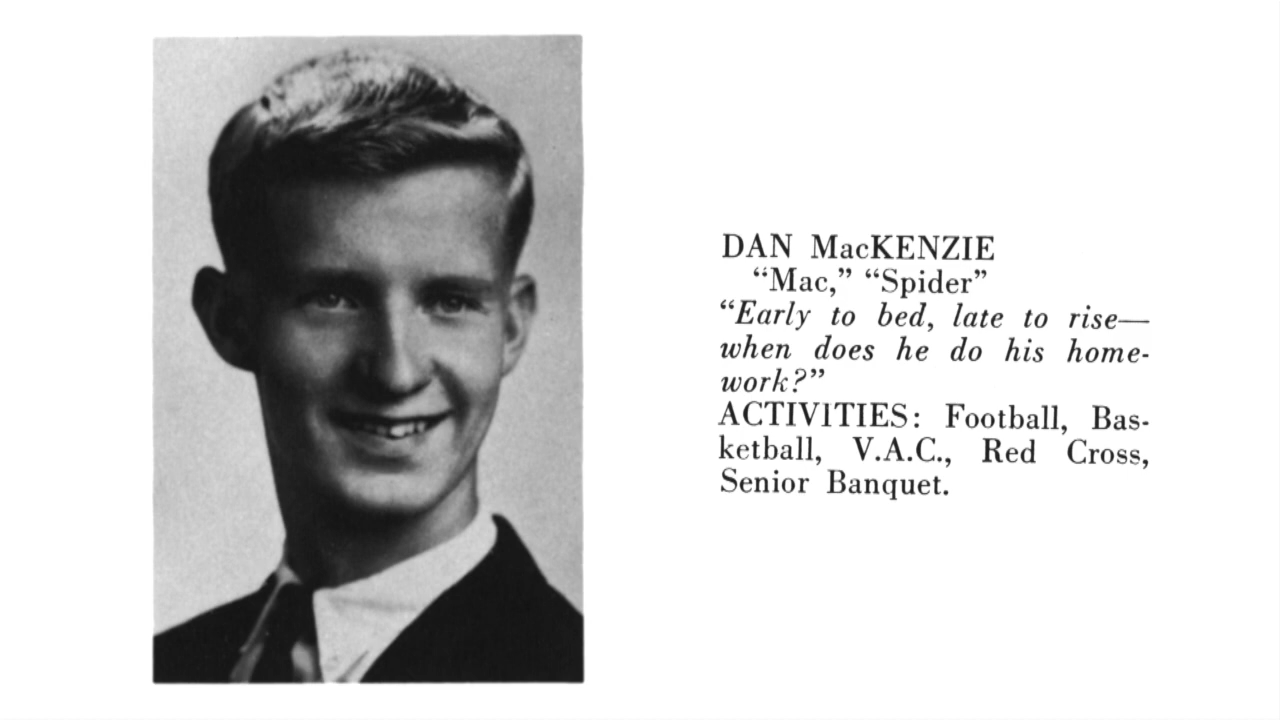 DAN MacKENZIE
“Mac,” “Spider”
“Early to bed, late to rise—
when does he do his home-
work?”
ACTIVITIES: Football, Bas-
ketball, V.A.C., Red Cross,
Senior Banquet.